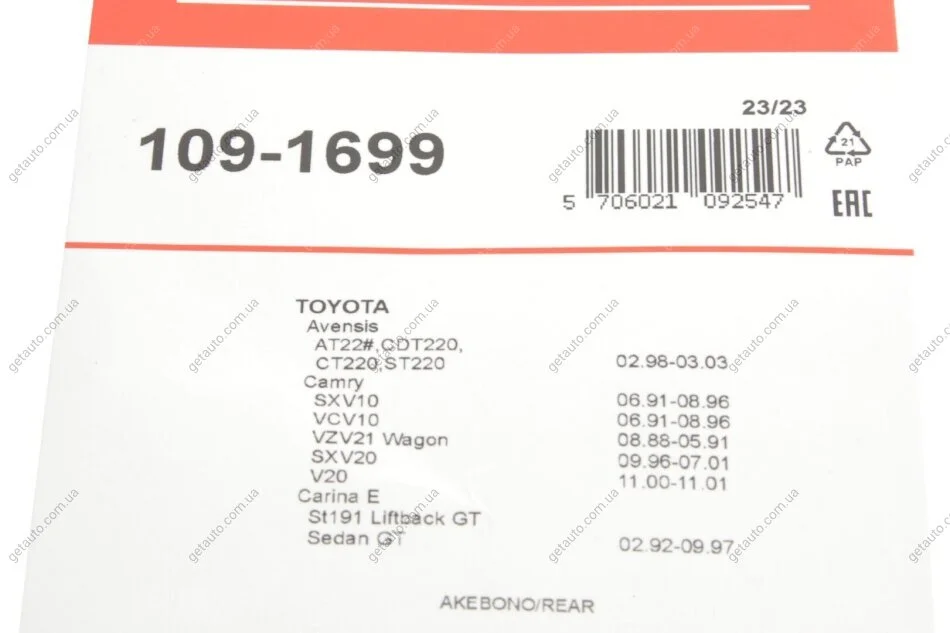 23/23
109-1699
21
PAP
5 706021 092547
EAC
TOYOTA
Avensis
AT22#,CDT220,
CT220,ST220 02.98-03.03
Camry
SXV10 06.91-08.96
VCV10 06.91-08.96
VZV21 Wagon 08.88-05.91
SXV20 09.96-07.01
V20 11.00-11.01
Carina E
St191 Liftback GT
Sedan GT 02.92-09.97
AKEBONO/REAR
getauto.com.ua